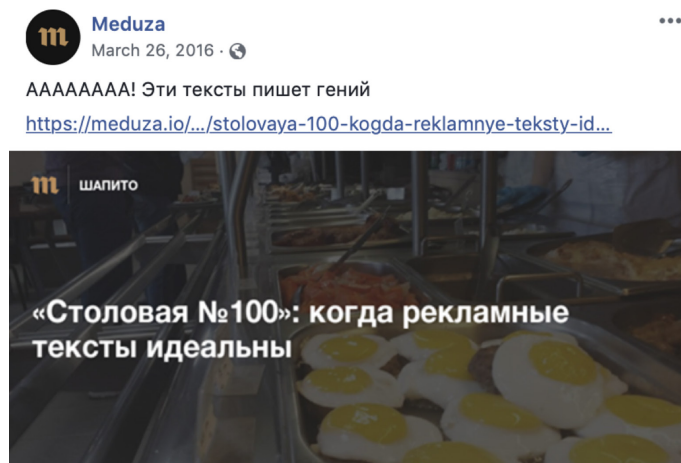 Meduza
March 26, 2016 ·
АААААААА! Эти тексты пишет гений
https://meduza.io/.../stolovaya-100-kogda-reklamnye-teksty-id...
m ШАПИТО
«Столовая №100»: когда рекламные
тексты идеальны